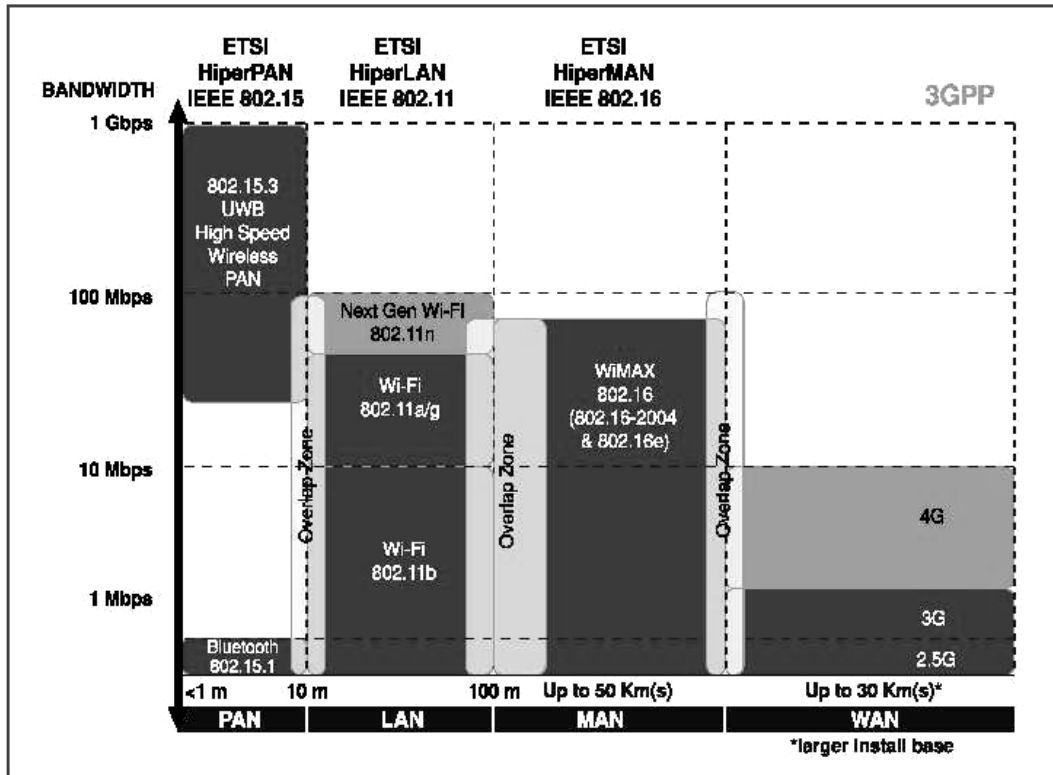 ETSI
HiperPAN
IEEE 802.15
ETSI
HiperLAN
IEEE 802.11
ETSI
HiperMAN
IEEE 802.16
3GPP
BANDWIDTH
1 Gbps
100 Mbps
10 Mbps
1 Mbps
802.15.3
UWB
High Speed
Wireless
PAN
Bluetooth
802.15.1
Overlap Zone
Next Gen Wi-Fi
802.11n
Wi-Fi
802.11a/g
Wi-Fi
802.11b
Overlap Zone
WiMAX
802.16
(802.16-2004
& 802.16e)
Overlap Zone
4G
3G
2.5G
<1 m
10 m
100 m
Up to 50 Km(s)
Up to 30 Km(s)*
PAN
LAN
MAN
WAN
*larger install base